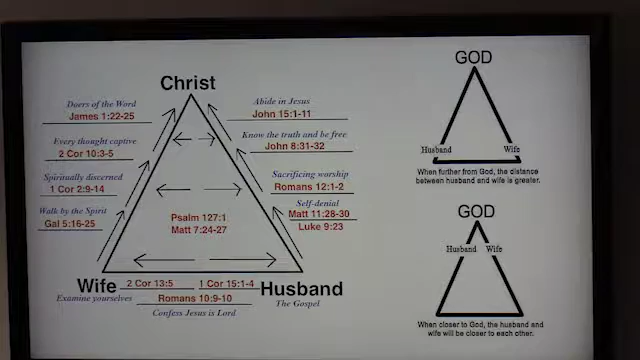 Christ
Doers of the Word
James 1:22-25
Every thought captive
2 Cor 10:3-5
Spiritually discerned
1 Cor 2:9-14
Walk by the Spirit
Gal 5:16-25
Abide in Jesus
John 15:1-11
Know the truth and be free
John 8:31-32
Sacrificing worship
Romans 12:1-2
Self-denial
Matt 11:28-30
Luke 9:23
Psalm 127:1
Matt 7:24-27
Wife
2 Cor 13:5
1 Cor 15:1-4
Husband
Examine yourselves
Romans 10:9-10
The Gospel
Confess Jesus is Lord
GOD
Husband
Wife
When further from God, the distance
between husband and wife is greater.
GOD
Husband
Wife
When closer to God, the husband and
wife will be closer to each other.